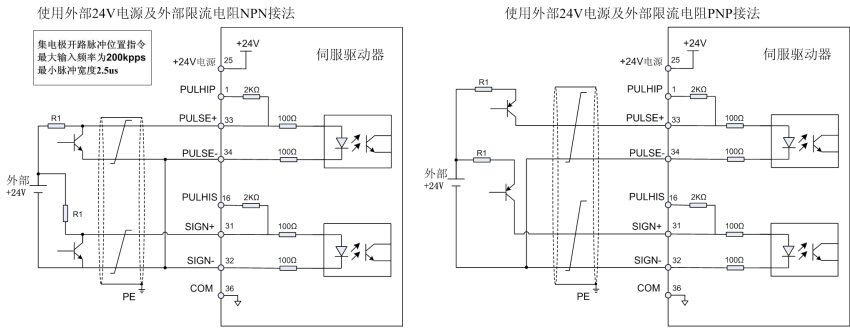 使用外部24V电源及外部限流电阻NPN接法
集电极开路脉冲位置指令
最大输入频率为200kpps
最小脉冲宽度2.5us
+24V
+24V电源
25
伺服驱动器
PULHIP
1
2KΩ
R1
PULSE+
33
100Ω
PULSE-
34
100Ω
外部
+24V
PULHIS
16
2KΩ
R1
SIGN+
31
100Ω
SIGN-
32
100Ω
PE
COM
36
使用外部24V电源及外部限流电阻PNP接法
+24V
+24V电源
25
伺服驱动器
R1
PULHIP
1
2KΩ
PULSE+
33
100Ω
R1
PULSE-
34
100Ω
外部
+24V
PULHIS
16
2KΩ
SIGN+
31
100Ω
SIGN-
32
100Ω
PE
COM
36